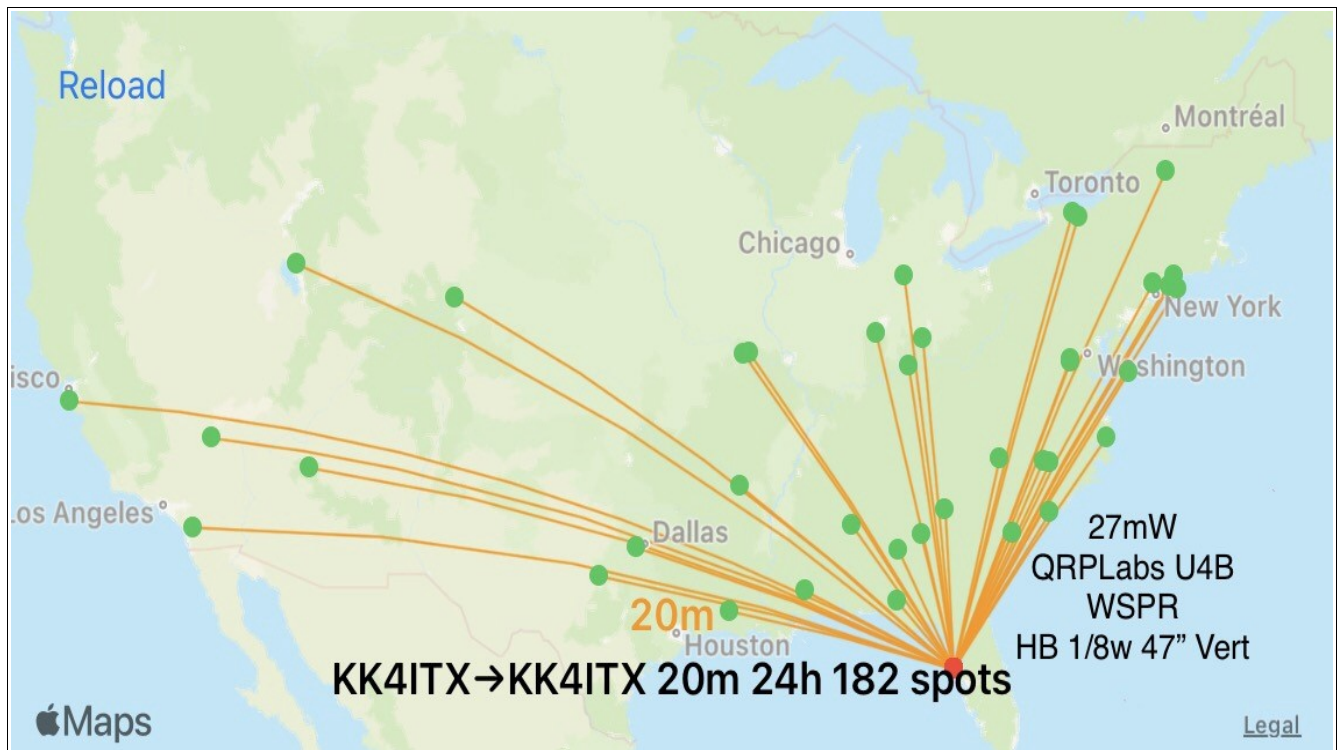 Reload
Montréal
Toronto
Chicago
New York
Washington
isco
os Angeles
Dallas
27mW
QRPLabs U4B
WSPR
HB 1/8w 47” Vert
20m
Houston
KK4ITX→KK4ITX 20m 24h 182 spots
Maps
Legal